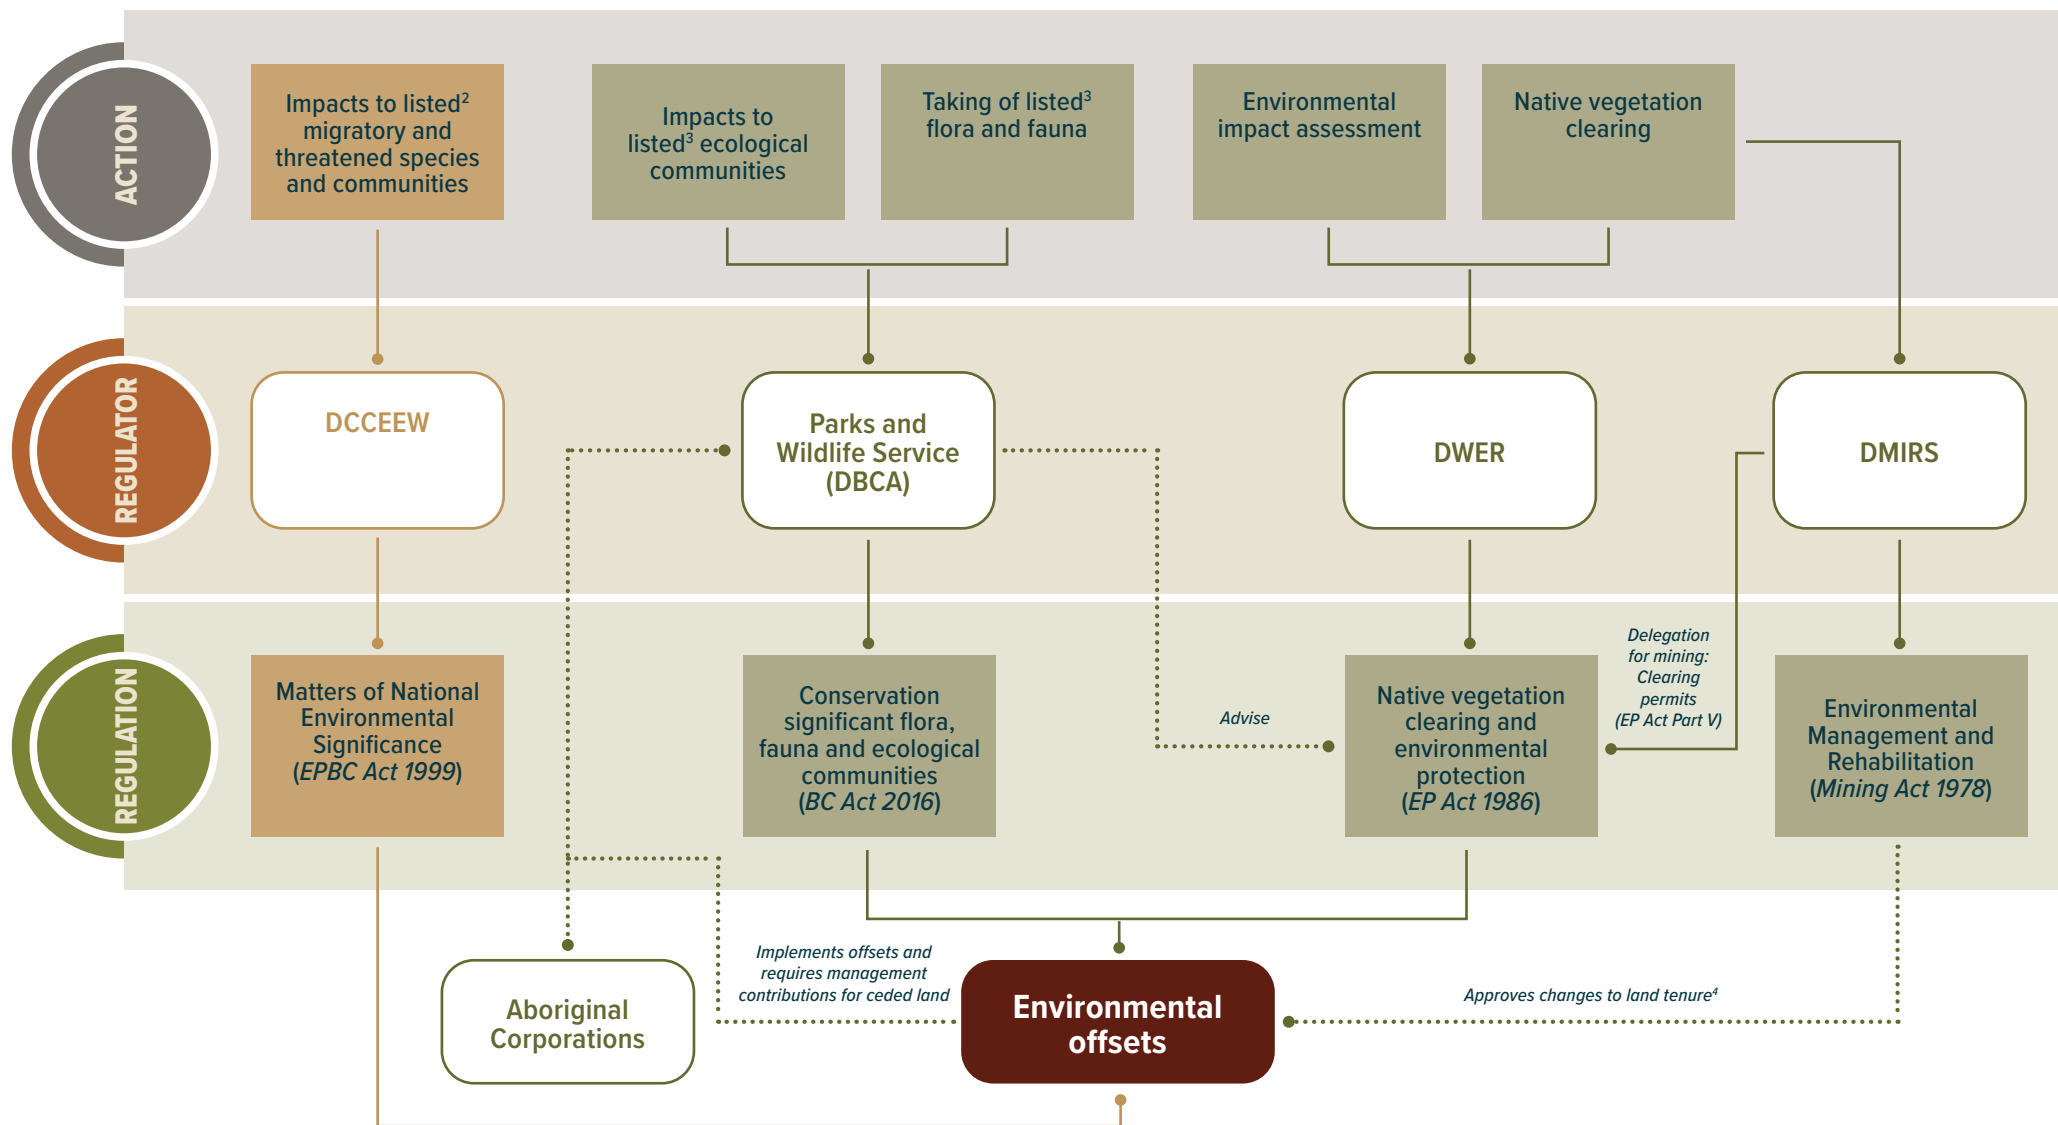 ACTION
Impacts to listed²
migratory and
threatened species
and communities
Impacts to
listed³ ecological
communities
Taking of listed³
flora and fauna
Environmental
impact assessment
Native vegetation
clearing
REGULATOR
DCCEEW
Parks and
Wildlife Service
(DBCA)
DWER
DMIRS
REGULATION
Matters of National
Environmental
Significance
(EPBC Act 1999)
Conservation
significant flora,
fauna and ecological
communities
(BC Act 2016)
Advise
Native vegetation
clearing and
environmental
protection
(EP Act 1986)
Delegation
for mining:
Clearing
permits
(EP Act Part V)
Environmental
Management and
Rehabilitation
(Mining Act 1978)
Aboriginal
Corporations
Implements offsets and
requires management
contributions for ceded land
Environmental
offsets
Approves changes to land tenure⁴